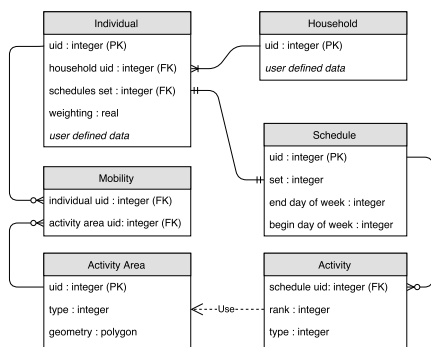 Individual
uid : integer (PK)
household uid : integer (FK)
schedules set : integer (FK)
weighting : real
user defined data
Household
uid : integer (PK)
user defined data
Schedule
uid : integer (PK)
set : integer
end day of week : integer
begin day of week : integer
Mobility
individual uid : integer (FK)
activity area uid: integer (FK)
Activity Area
uid : integer (PK)
type : integer
geometry : polygon
Use
Activity
schedule uid: integer (FK)
rank : integer
type : integer